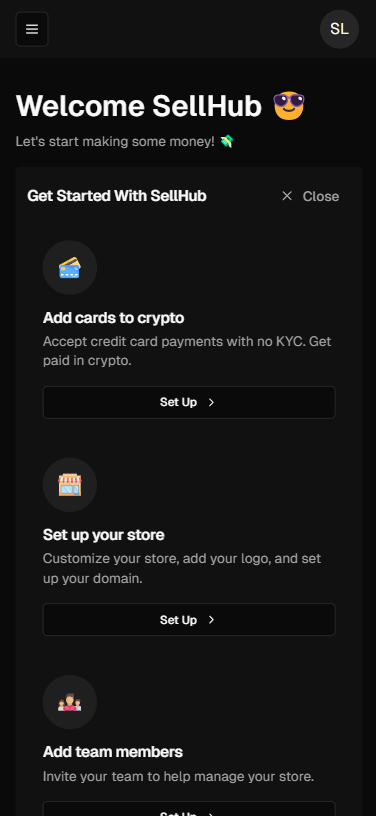 SL
Welcome SellHub 😎
Let's start making some money! 💸
Get Started With SellHub
Close
Add cards to crypto
Accept credit card payments with no KYC. Get
paid in crypto.
Set Up
Set up your store
Customize your store, add your logo, and set
up your domain.
Set Up
Add team members
Invite your team to help manage your store.
Set Up